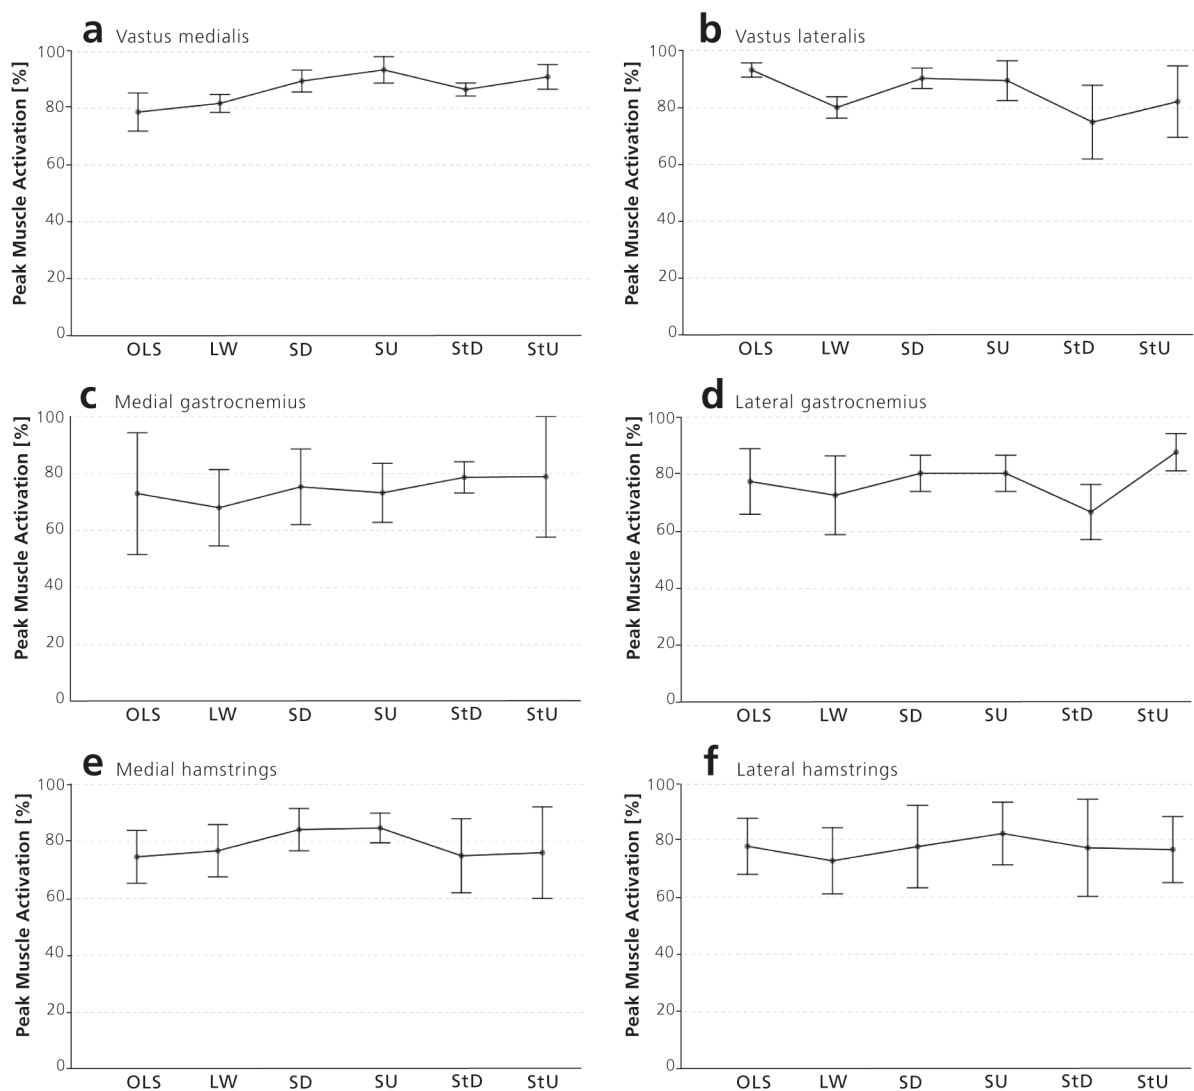 a Vastus medialis
Peak Muscle Activation [%]
100
80
60
40
20
0
OLS LW SD SU StD StU
b Vastus lateralis
Peak Muscle Activation [%]
100
80
60
40
20
0
OLS LW SD SU StD StU
c Medial gastrocnemius
Peak Muscle Activation [%]
100
80
60
40
20
0
OLS LW SD SU StD StU
d Lateral gastrocnemius
Peak Muscle Activation [%]
100
80
60
40
20
0
OLS LW SD SU StD StU
e Medial hamstrings
Peak Muscle Activation [%]
100
80
60
40
20
0
OLS LW SD SU StD StU
f Lateral hamstrings
Peak Muscle Activation [%]
100
80
60
40
20
0
OLS LW SD SU StD StU